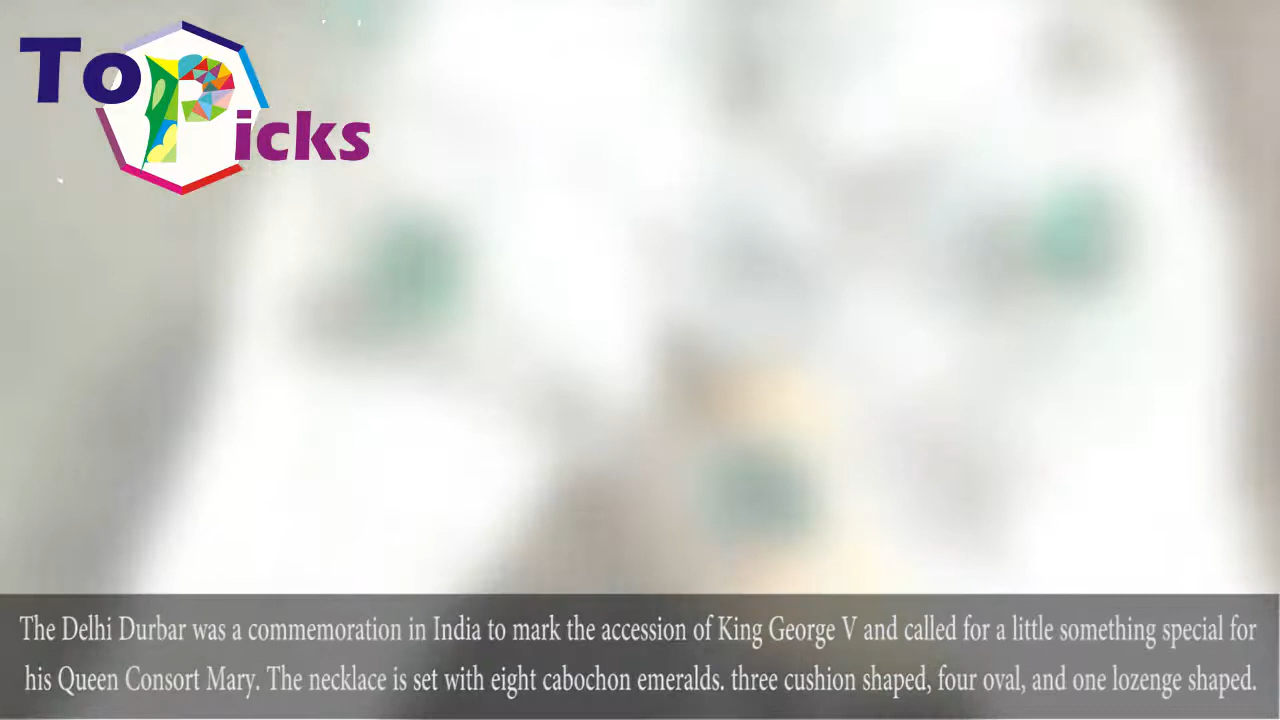 ToPicks
The Delhi Durbar was a commemoration in India to mark the accession of King George V and called for a little something special for
his Queen Consort Mary. The necklace is set with eight cabochon emeralds. three cushion shaped, four oval, and one lozenge shaped.